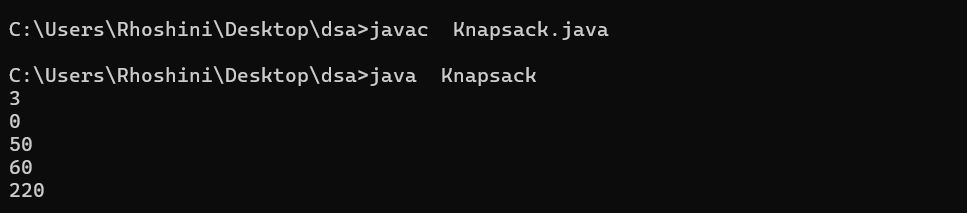 C:\Users\Rhoshini\Desktop\dsa>javac  Knapsack.java
C:\Users\Rhoshini\Desktop\dsa>java  Knapsack
3
0
50
60
220